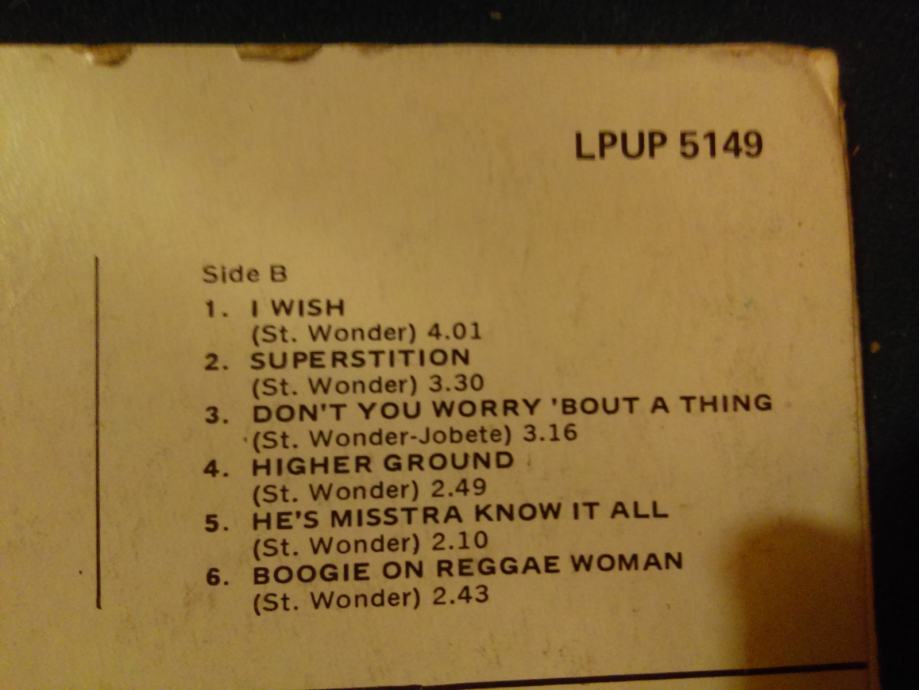 LPUP 5149
Side B
1. I WISH
(St. Wonder) 4.01
2. SUPERSTITION
(St. Wonder) 3.30
3. DON'T YOU WORRY 'BOUT A THING
(St. Wonder-Jobete) 3.16
4. HIGHER GROUND
(St. Wonder) 2.49
5. HE'S MISSTRA KNOW IT ALL
(St. Wonder) 2.10
6. BOOGIE ON REGGAE WOMAN
(St. Wonder) 2.43